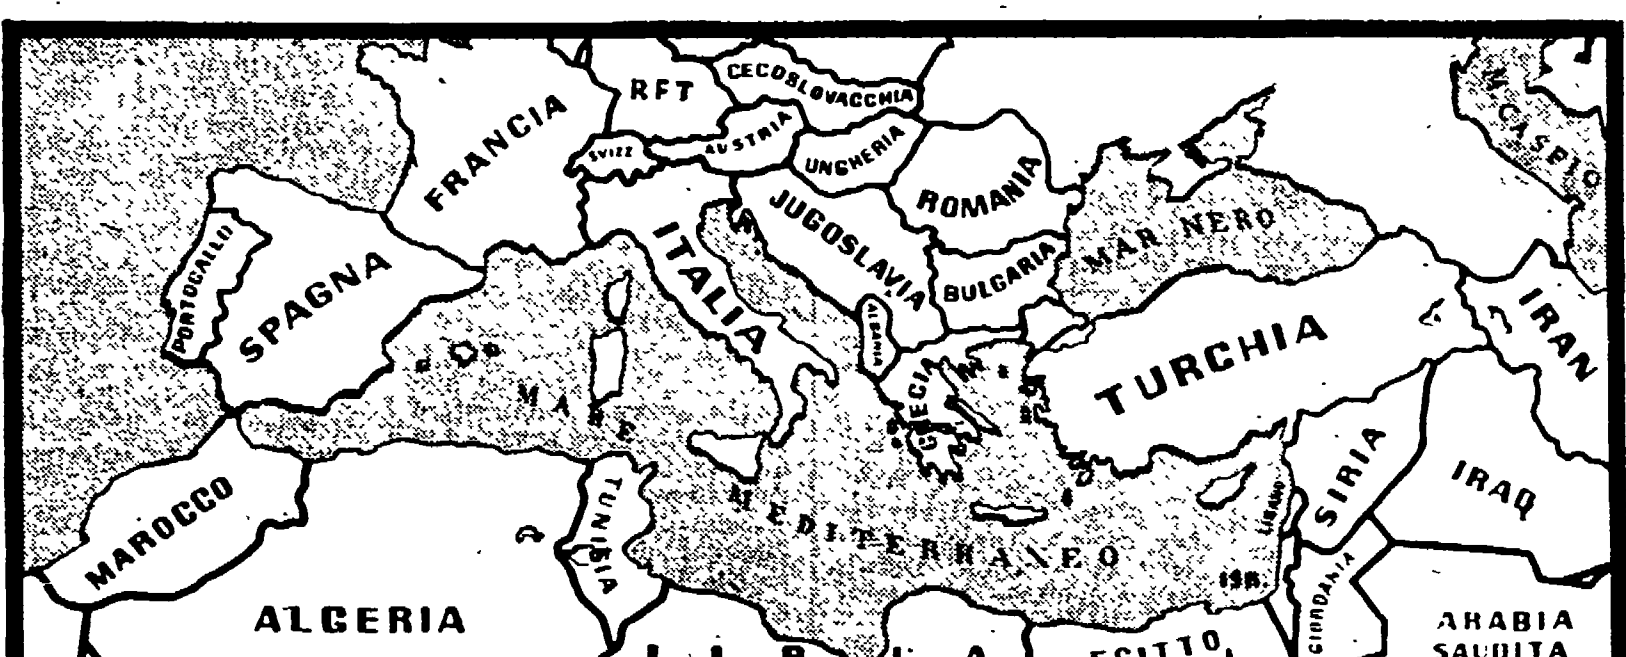 CECOSLOVACCHIA
RFT
M. CASPIO
FRANCIA
AUSTRIA
SVIZZ
UNGHERIA
ROMANIA
JUGOSLAVIA
MAR NERO
PORTOGALLO
SPAGNA
ITALIA
BULGARIA
ALBANIA
TURCHIA
IRAN
GRECIA
MARE
MEDITERRANEO
SIRIA
IRAQ
LIBANO
MAROCCO
TUNISIA
ISR.
GIORDANIA
ALGERIA
ARABIA
SAUDITA
LIBIA
EGITTO